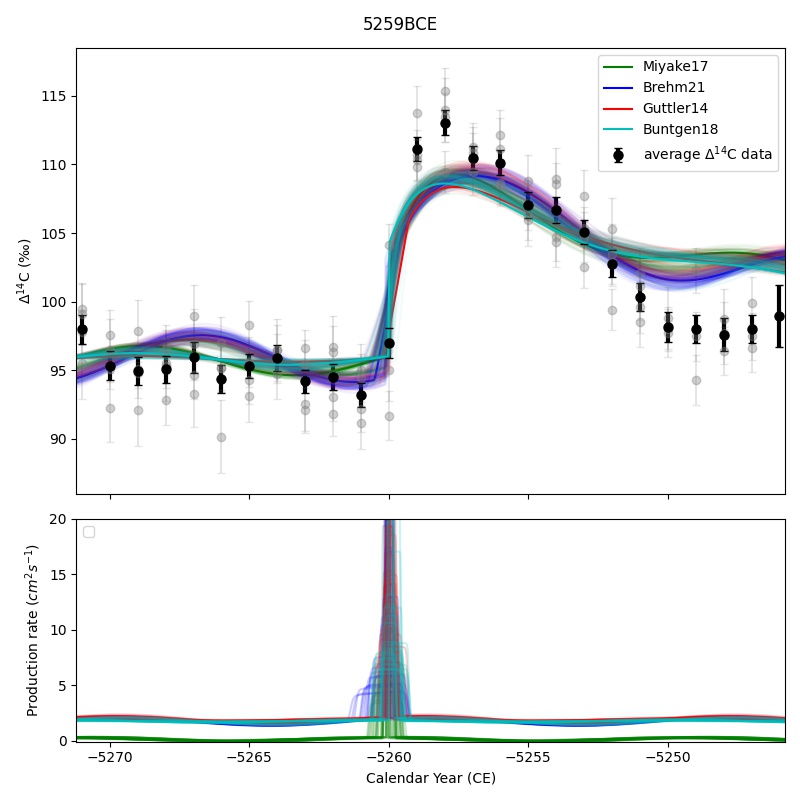 5259BCE
Δ¹⁴C (‰)
115
110
105
100
95
90
Miyake17
Brehm21
Guttler14
Buntgen18
average Δ¹⁴C data
Production rate (cm²s⁻¹)
20
15
10
5
0
−5270 −5265 −5260 −5255 −5250
Calendar Year (CE)